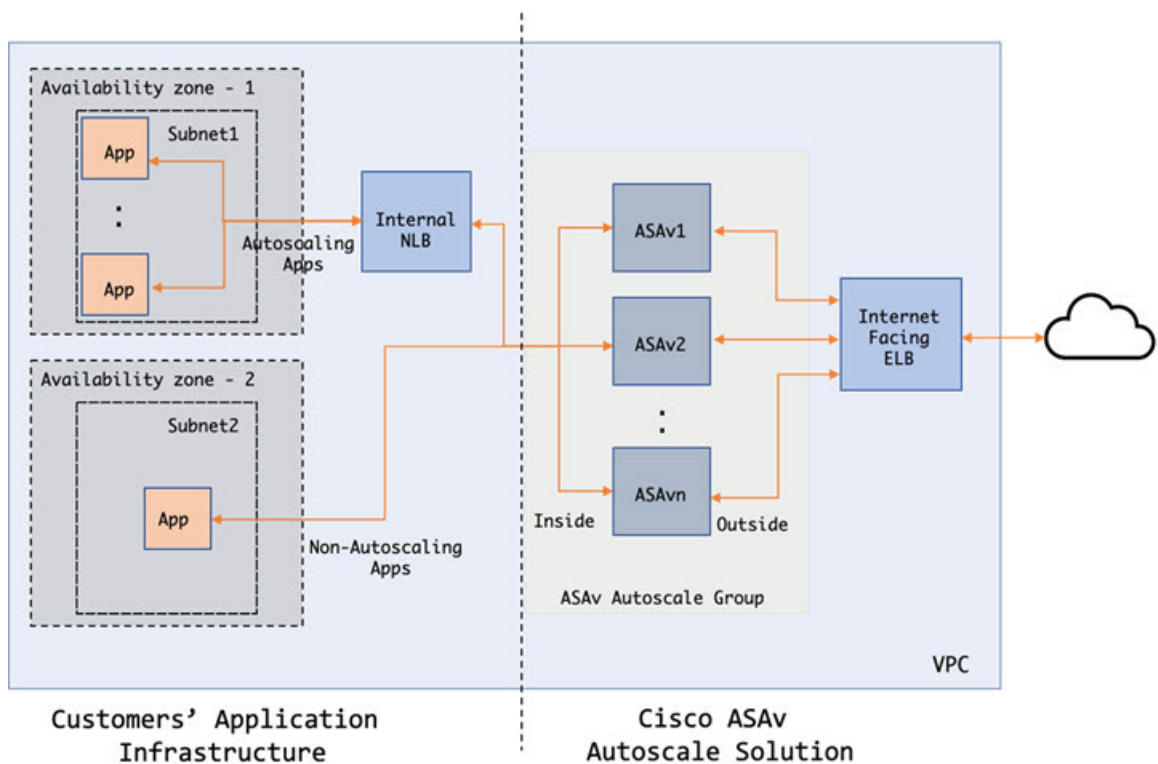 Availability zone - 1
Subnet1
App
:
App
Autoscaling
Apps
Internal
NLB
Availability zone - 2
Subnet2
App
Non-Autoscaling
Apps
ASAv1
ASAv2
:
ASAvn
Inside
Outside
ASAv Autoscale Group
Internet
Facing
ELB
VPC
Customers’ Application
Infrastructure
Cisco ASAv
Autoscale Solution